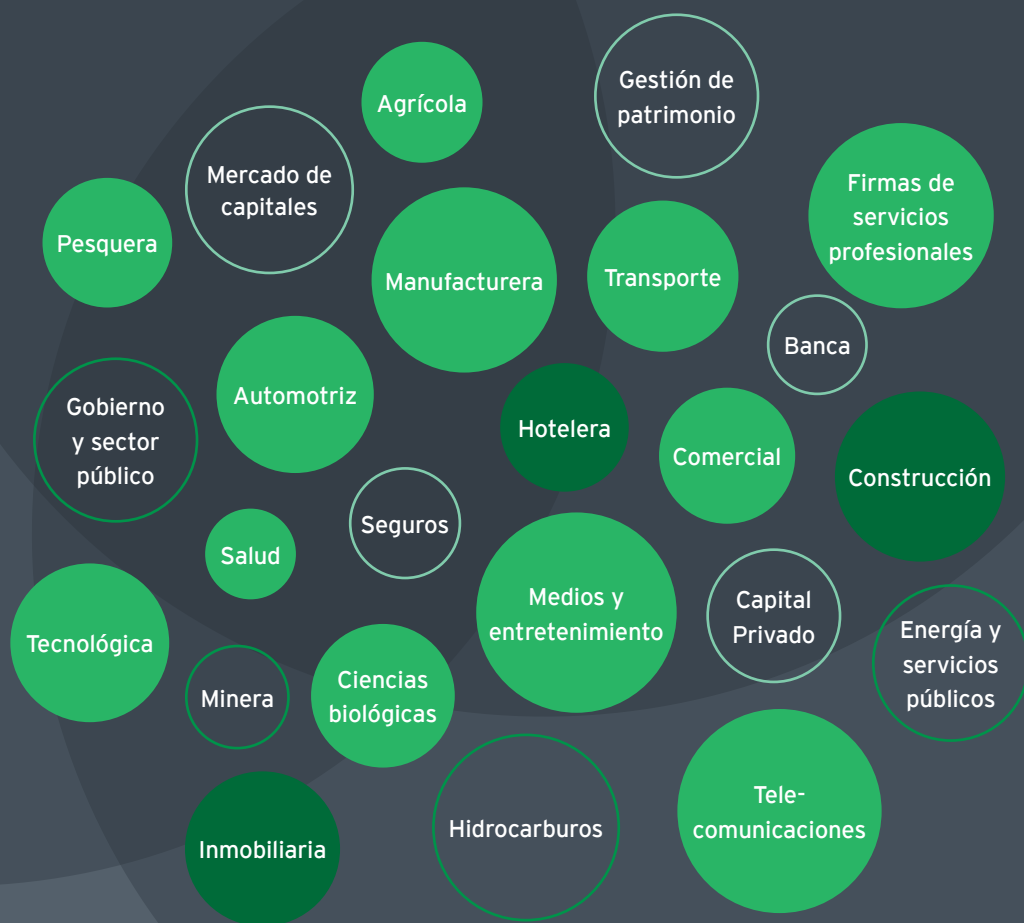 Agrícola
Gestión de
patrimonio
Mercado de
capitales
Firmas de
servicios
profesionales
Pesquera
Manufacturera
Transporte
Banca
Automotriz
Gobierno
y sector
público
Hotelera
Comercial
Construcción
Seguros
Salud
Medios y
entretenimiento
Capital
Privado
Energía y
servicios
públicos
Tecnológica
Minera
Ciencias
biológicas
Hidrocarburos
Tele-
comunicaciones
Inmobiliaria